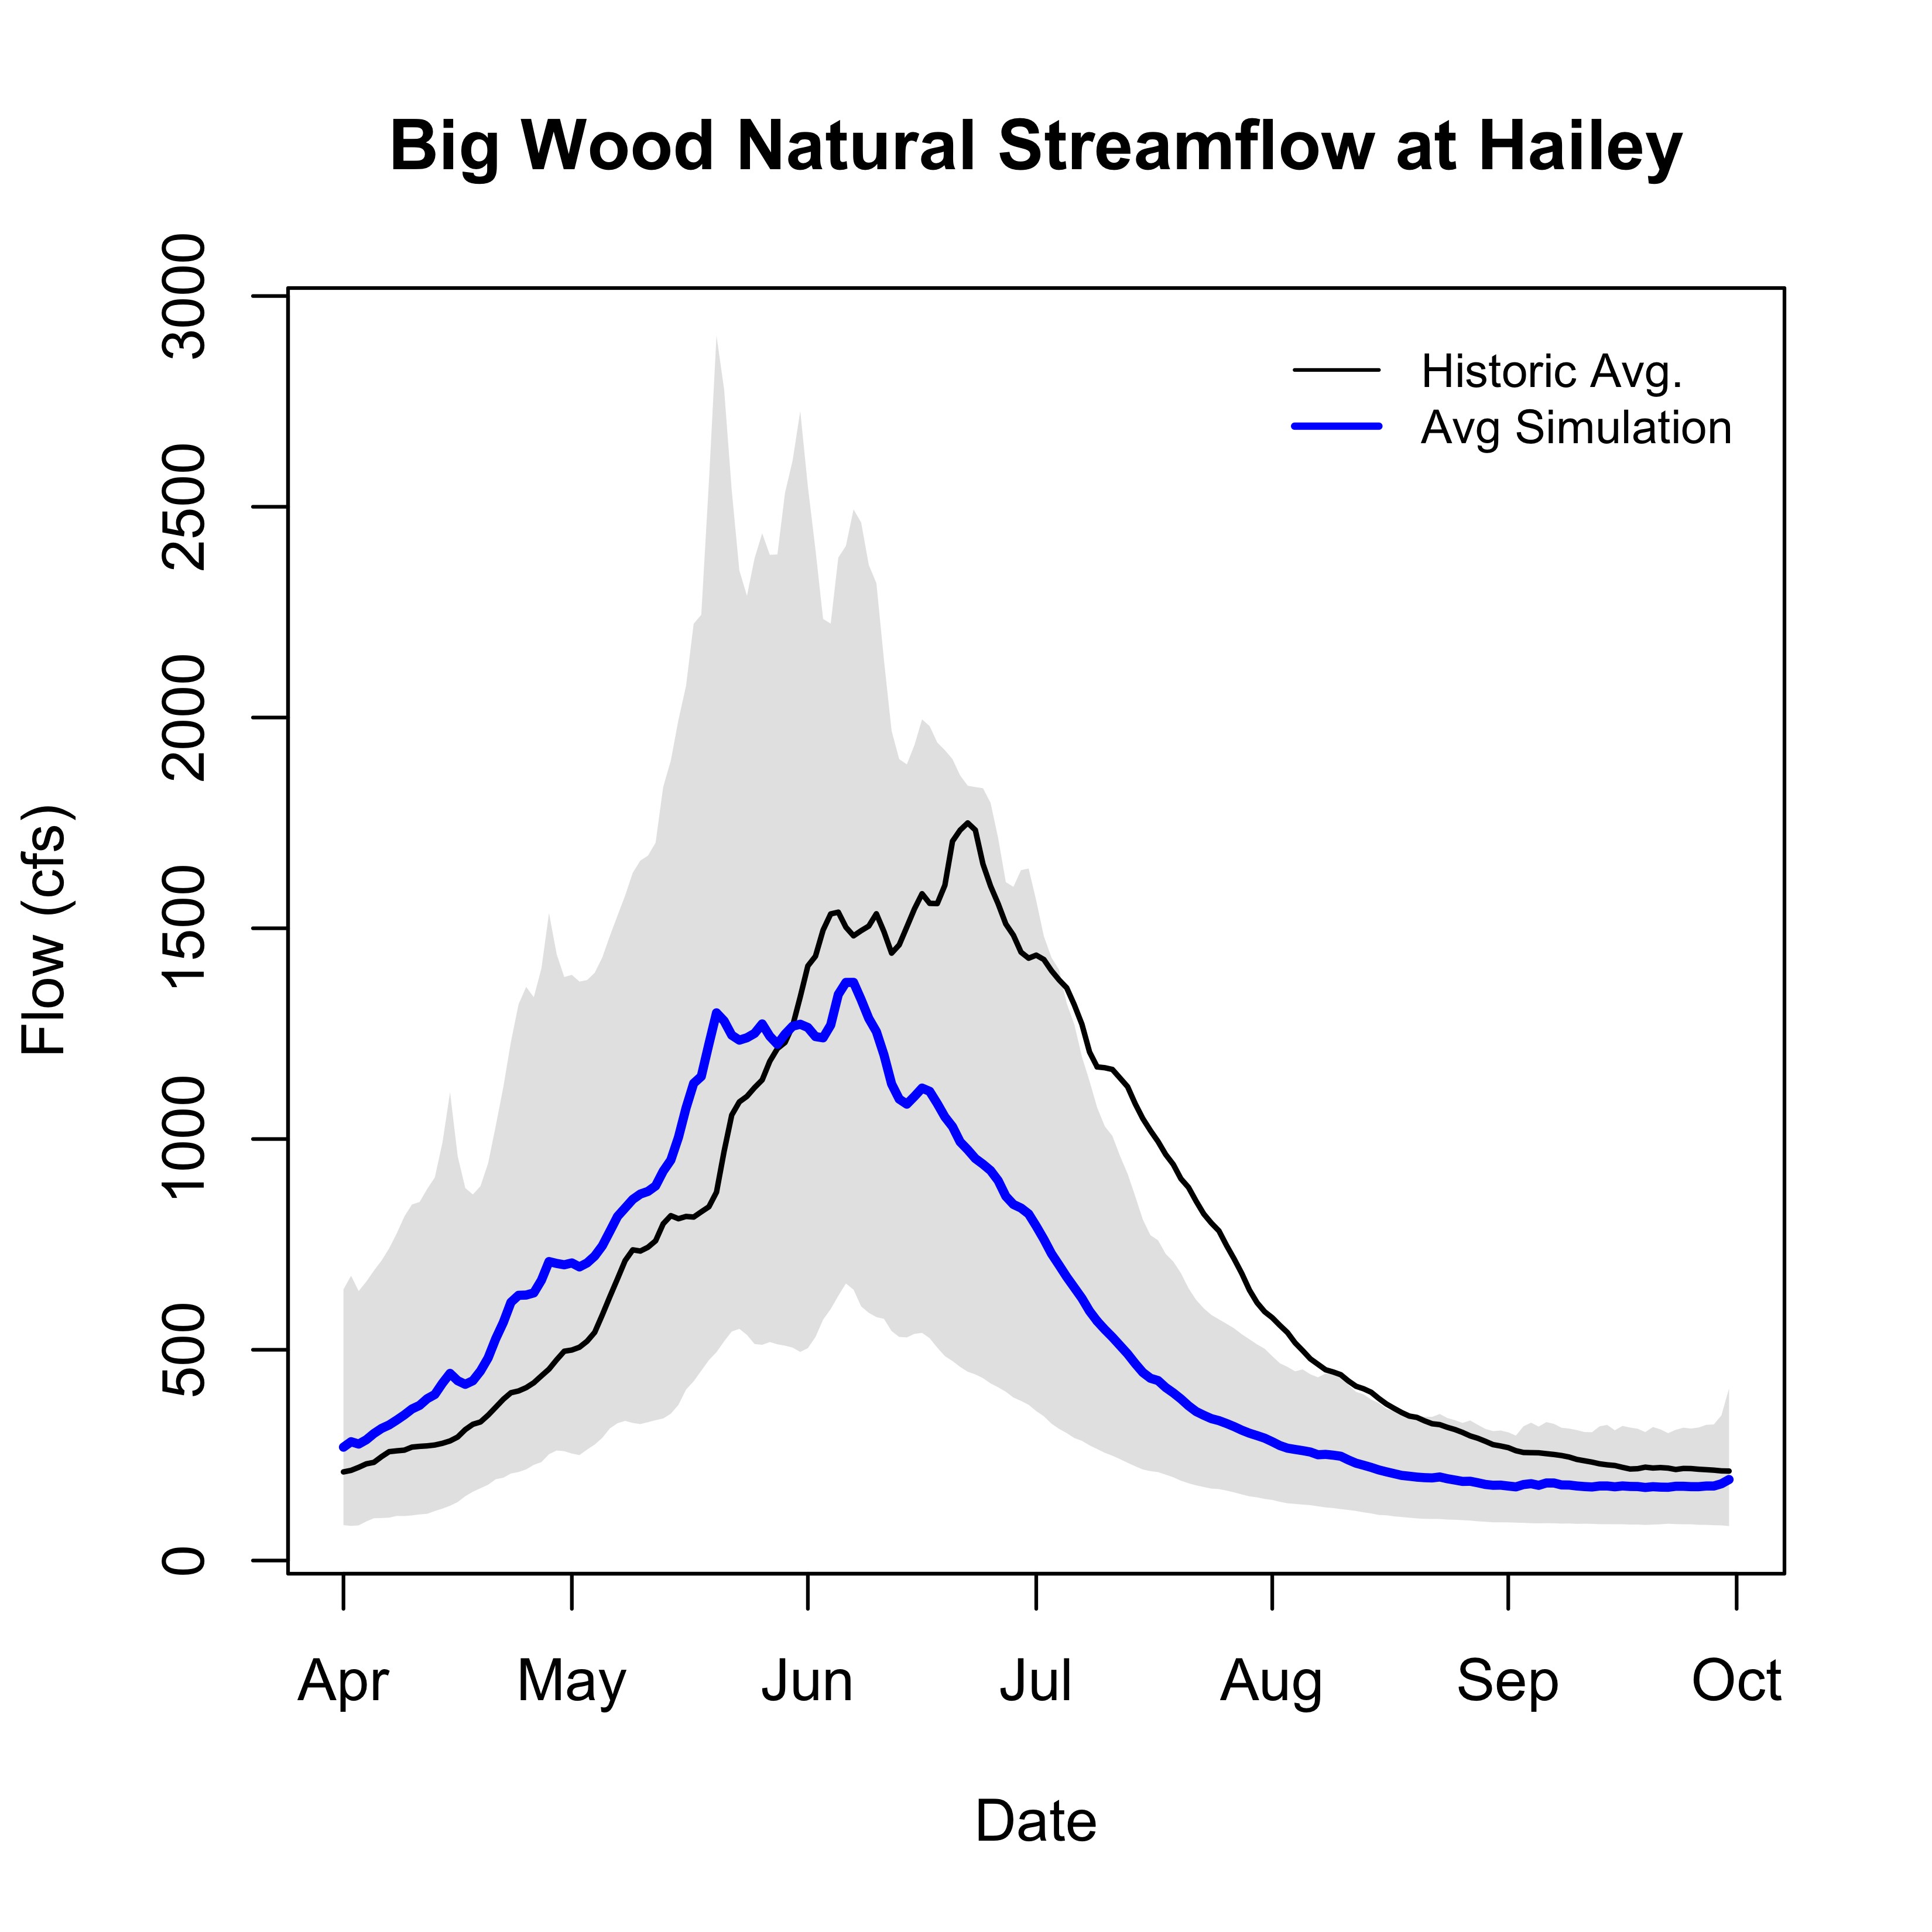 Big Wood Natural Streamflow at Hailey
Historic Avg.
Avg Simulation
Flow (cfs)
3000
2500
2000
1500
1000
500
0
Apr May Jun Jul Aug Sep Oct
Date